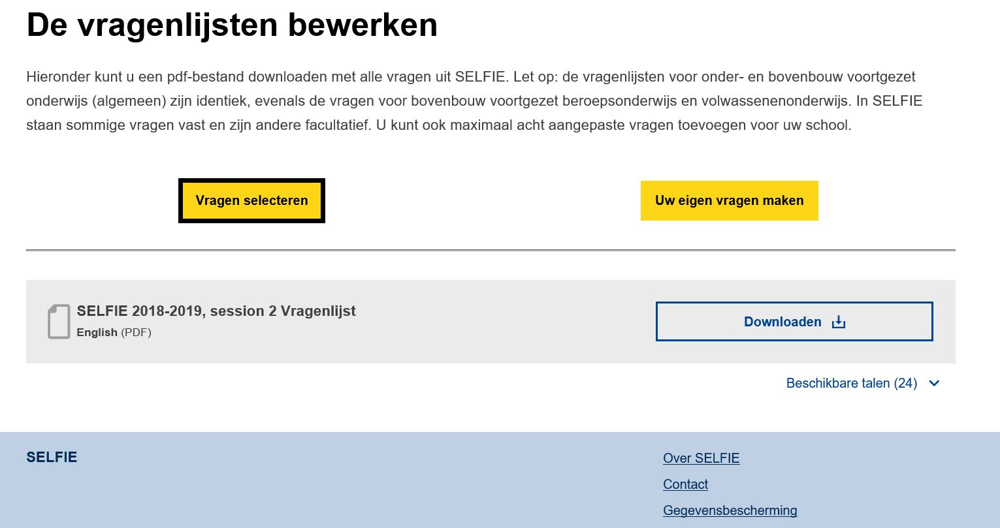 De vragenlijsten bewerken
Hieronder kunt u een pdf-bestand downloaden met alle vragen uit SELFIE. Let op: de vragenlijsten voor onder- en bovenbouw voortgezet
onderwijs (algemeen) zijn identiek, evenals de vragen voor bovenbouw voortgezet beroepsonderwijs en volwassenenonderwijs. In SELFIE
staan sommige vragen vast en zijn andere facultatief. U kunt ook maximaal acht aangepaste vragen toevoegen voor uw school.
Vragen selecteren
Uw eigen vragen maken
SELFIE 2018-2019, session 2 Vragenlijst
English (PDF)
Downloaden
Beschikbare talen (24)
SELFIE
Over SELFIE
Contact
Gegevensbescherming